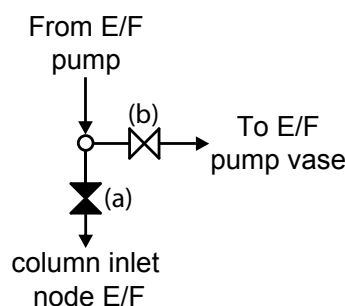 From E/F
pump
(b)
To E/F
pump vase
(a)
column inlet
node E/F